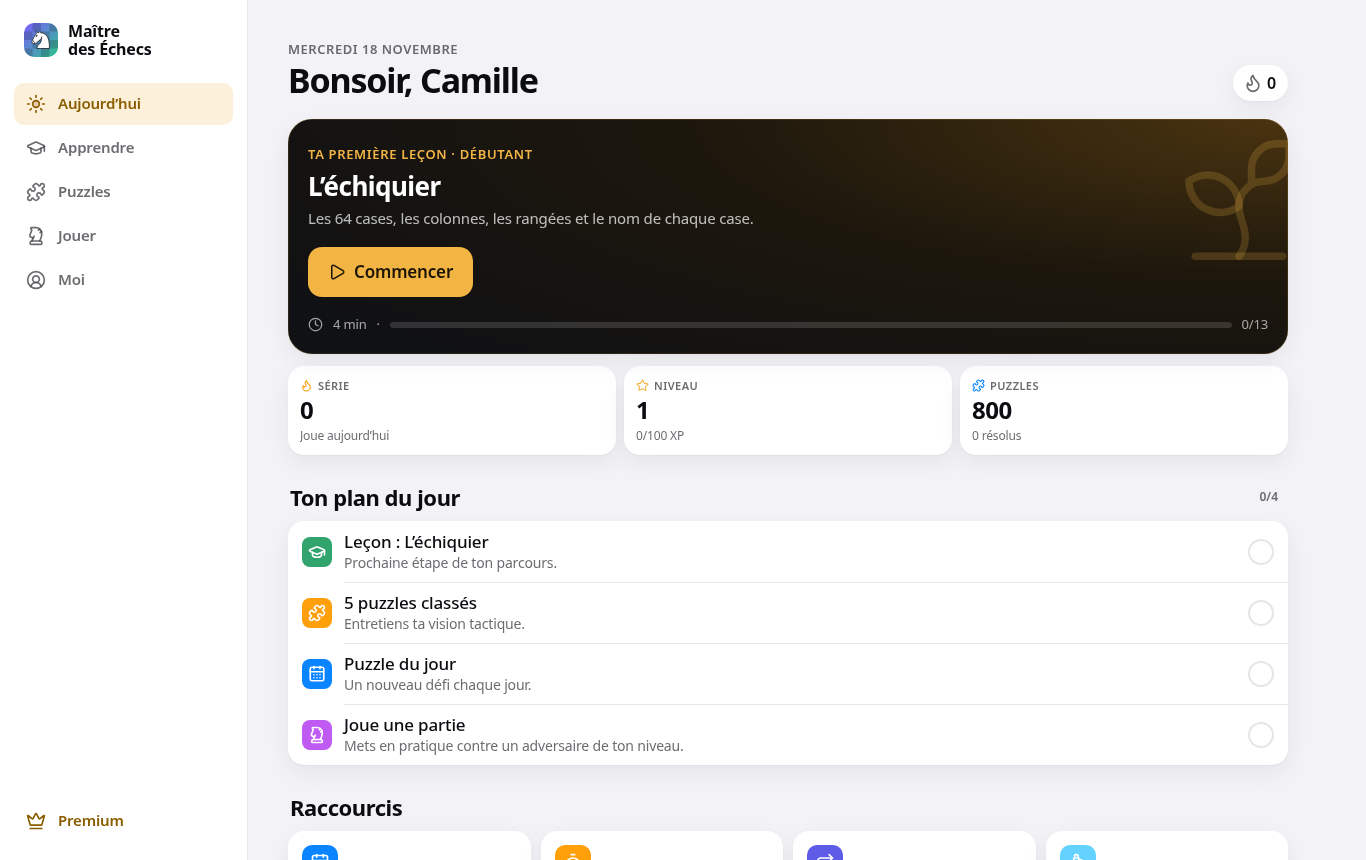 Maître
des Échecs
Aujourd’hui
Apprendre
Puzzles
Jouer
Moi
Premium
MERCREDI 18 NOVEMBRE
Bonsoir, Camille
0
TA PREMIÈRE LEÇON · DÉBUTANT
L’échiquier
Les 64 cases, les colonnes, les rangées et le nom de chaque case.
Commencer
4 min · 0/13
SÉRIE
0
Joue aujourd’hui
NIVEAU
1
0/100 XP
PUZZLES
800
0 résolus
Ton plan du jour
0/4
Leçon : L’échiquier
Prochaine étape de ton parcours.
5 puzzles classés
Entretiens ta vision tactique.
Puzzle du jour
Un nouveau défi chaque jour.
Joue une partie
Mets en pratique contre un adversaire de ton niveau.
Raccourcis